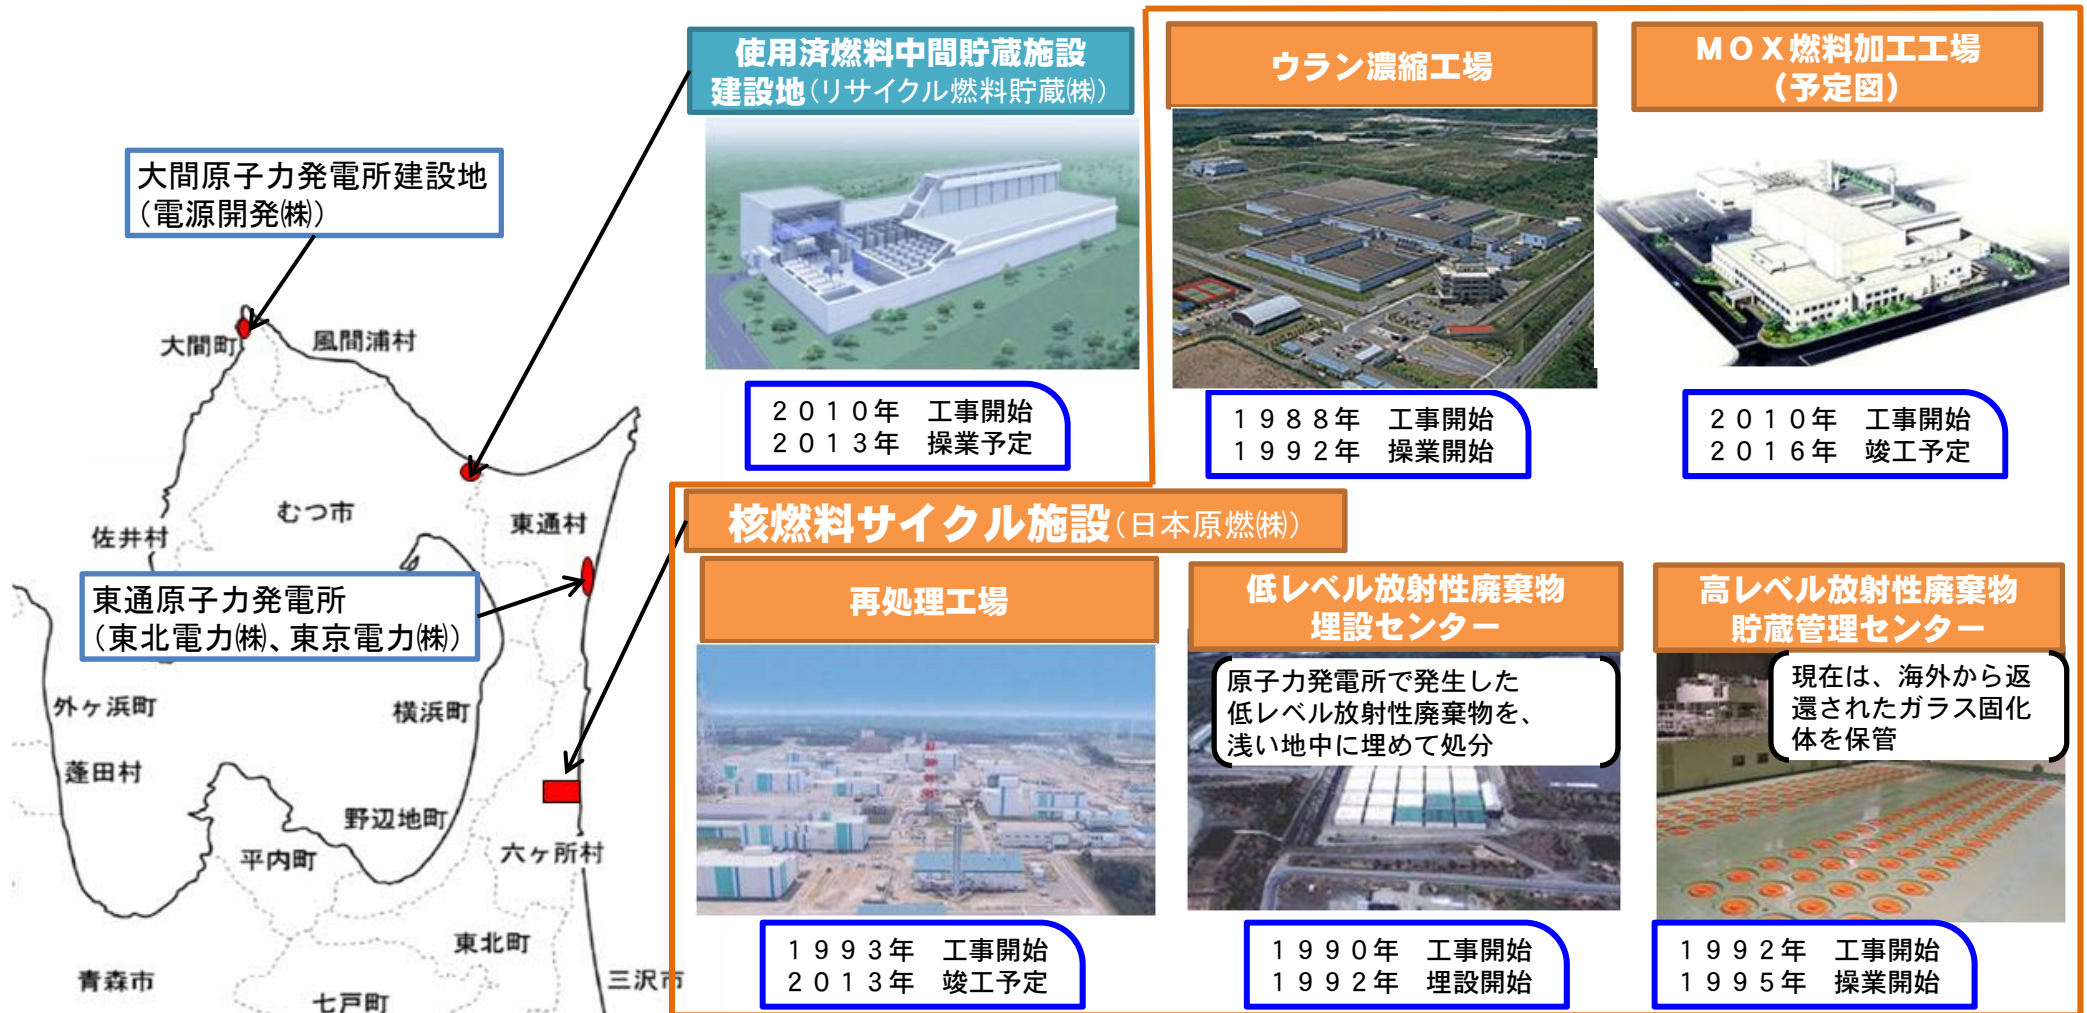 使用済燃料中間貯蔵施設
建設地(リサイクル燃料貯蔵㈱)
ウラン濃縮工場
ＭＯＸ燃料加工工場
(予定図)
大間原子力発電所建設地
(電源開発㈱)
２０１０年　工事開始
２０１３年　操業予定
１９８８年　工事開始
１９９２年　操業開始
２０１０年　工事開始
２０１６年　竣工予定
大間町
風間浦村
むつ市
佐井村
東通村
東通原子力発電所
(東北電力㈱、東京電力㈱)
外ヶ浜町
横浜町
蓬田村
野辺地町
平内町
六ヶ所村
東北町
青森市
七戸町
三沢市
核燃料サイクル施設(日本原燃㈱)
再処理工場
低レベル放射性廃棄物
埋設センター
高レベル放射性廃棄物
貯蔵管理センター
原子力発電所で発生した
低レベル放射性廃棄物を、
浅い地中に埋めて処分
現在は、海外から返
還されたガラス固化
体を保管
１９９３年　工事開始
２０１３年　竣工予定
１９９０年　工事開始
１９９２年　埋設開始
１９９２年　工事開始
１９９５年　操業開始